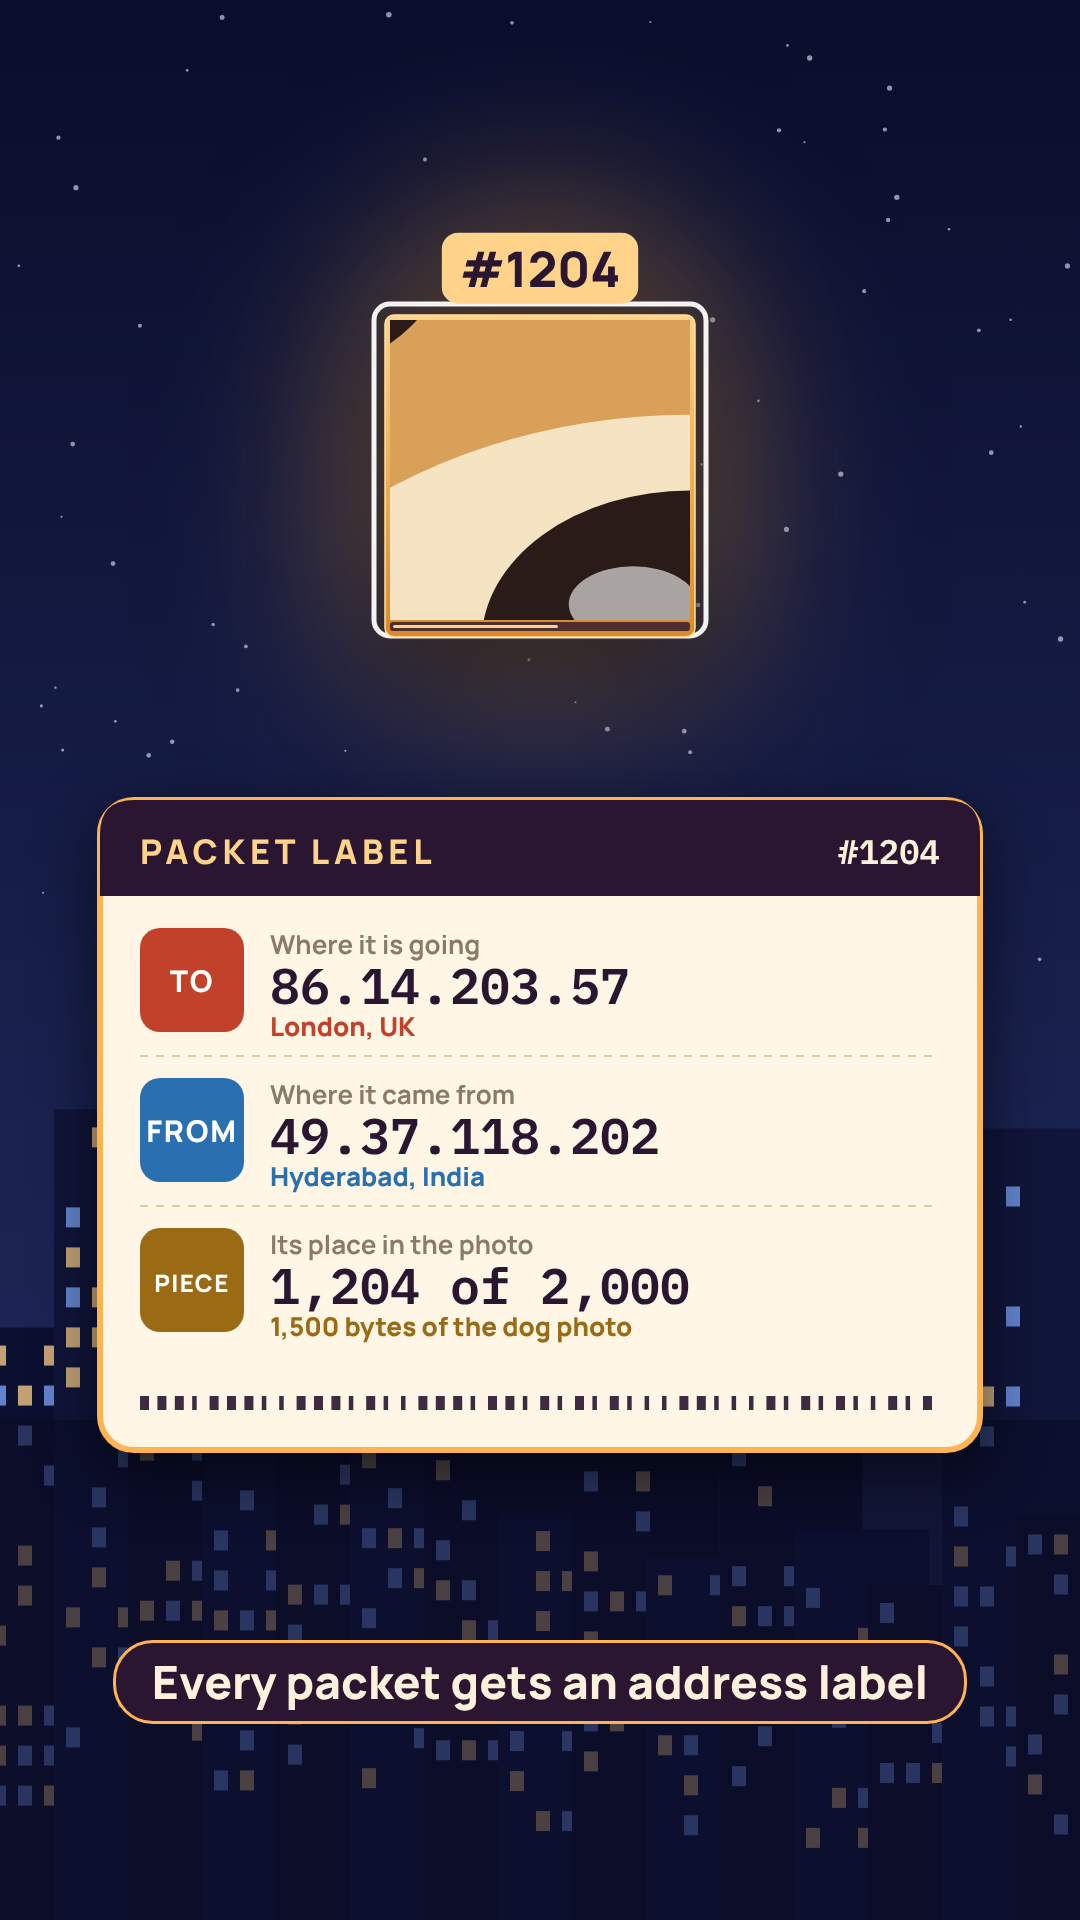 #1204
PACKET LABEL #1204
TO
Where it is going
86.14.203.57
London, UK
FROM
Where it came from
49.37.118.202
Hyderabad, India
PIECE
Its place in the photo
1,204 of 2,000
1,500 bytes of the dog photo
Every packet gets an address label